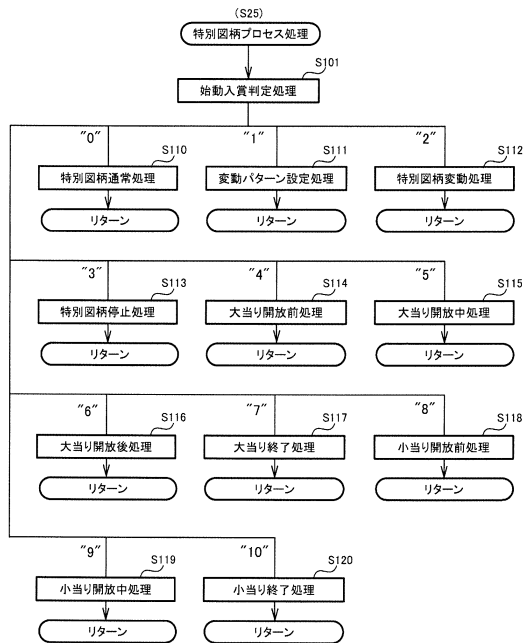 (S25)
特別図柄プロセス処理
S101
始動入賞判定処理
"0"
"1"
"2"
S110
S111
S112
特別図柄通常処理
変動パターン設定処理
特別図柄変動処理
リターン
リターン
リターン
"3"
"4"
"5"
S113
S114
S115
特別図柄停止処理
大当り開放前処理
大当り開放中処理
リターン
リターン
リターン
"6"
"7"
"8"
S116
S117
S118
大当り開放後処理
大当り終了処理
小当り開放前処理
リターン
リターン
リターン
"9"
"10"
S119
S120
小当り開放中処理
小当り終了処理
リターン
リターン